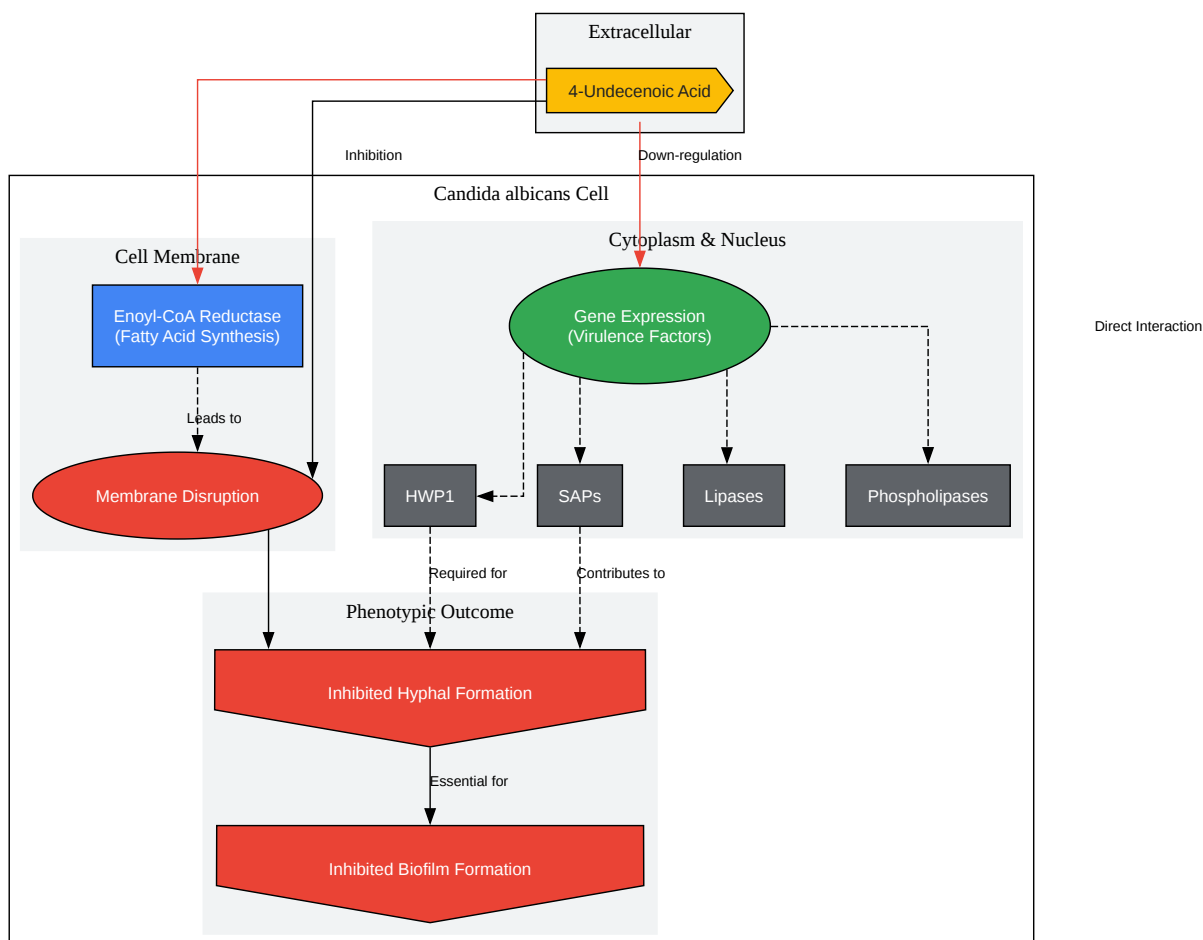 Extracellular
4-Undecenoic Acid
Inhibition
Down-regulation
Candida albicans Cell
Cell Membrane
Cytoplasm & Nucleus
Enoyl-CoA Reductase
(Fatty Acid Synthesis)
Gene Expression
(Virulence Factors)
Direct Interaction
Leads to
Membrane Disruption
HWP1
SAPs
Lipases
Phospholipases
Required for
Contributes to
Phenotypic Outcome
Inhibited Hyphal Formation
Essential for
Inhibited Biofilm Formation